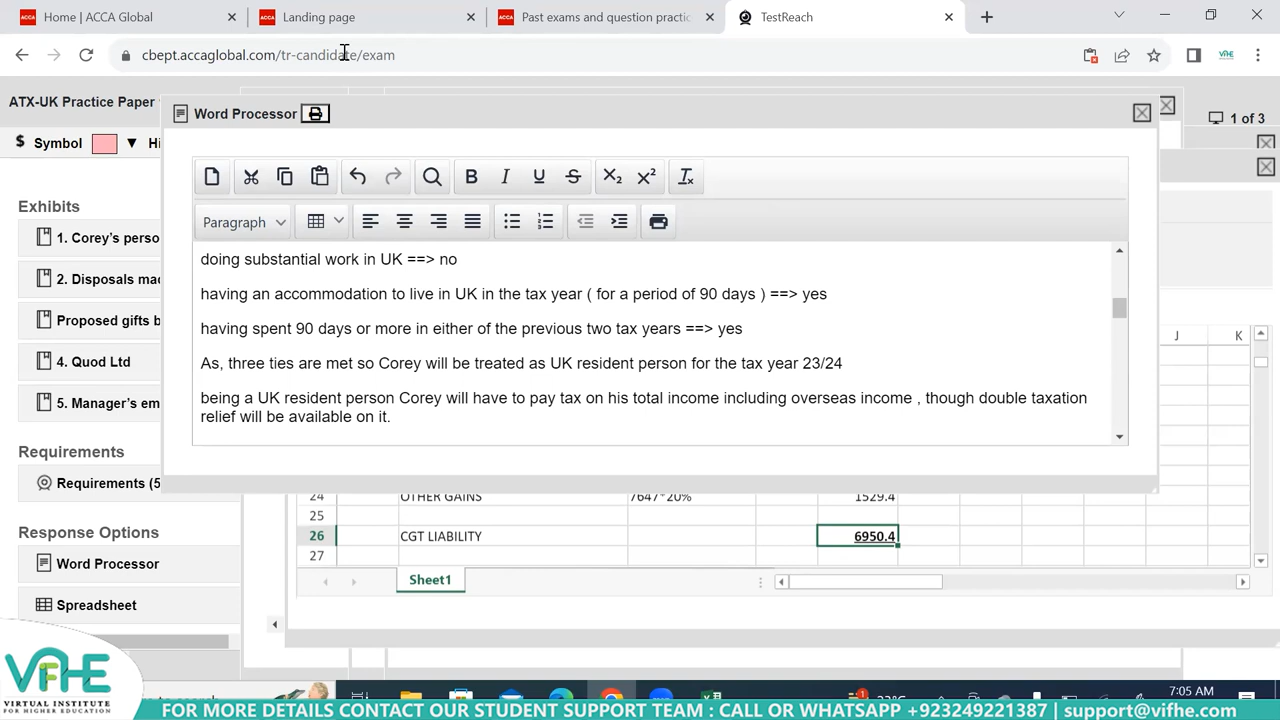 Home | ACCA Global
Landing page
Past exams and question practic
TestReach
cbept.accaglobal.com/tr-candidate/exam
ATX-UK Practice Paper
Word Processor
1 of 3
$ Symbol
Hi
Exhibits
1. Corey's perso
2. Disposals mad
Proposed gifts b
4. Quod Ltd
5. Manager's em
Requirements
Requirements (5
Response Options
Word Processor
Spreadsheet
B I U S X₂ X² Tx
Paragraph
doing substantial work in UK ==> no
having an accommodation to live in UK in the tax year ( for a period of 90 days ) ==> yes
having spent 90 days or more in either of the previous two tax years ==> yes
As, three ties are met so Corey will be treated as UK resident person for the tax year 23/24
being a UK resident person Corey will have to pay tax on his total income including overseas income , though double taxation
relief will be available on it.
J K
24 OTHER GAINS 7647*20% 1529.4
25
26 CGT LIABILITY 6950.4
27
Sheet1
VFHE
VIRTUAL INSTITUTE
FOR HIGHER EDUCATION
7:05 AM
FOR MORE DETAILS CONTACT OUR STUDENT SUPPORT TEAM : CALL OR WHATSAPP +923249221387 | support@vifhe.com